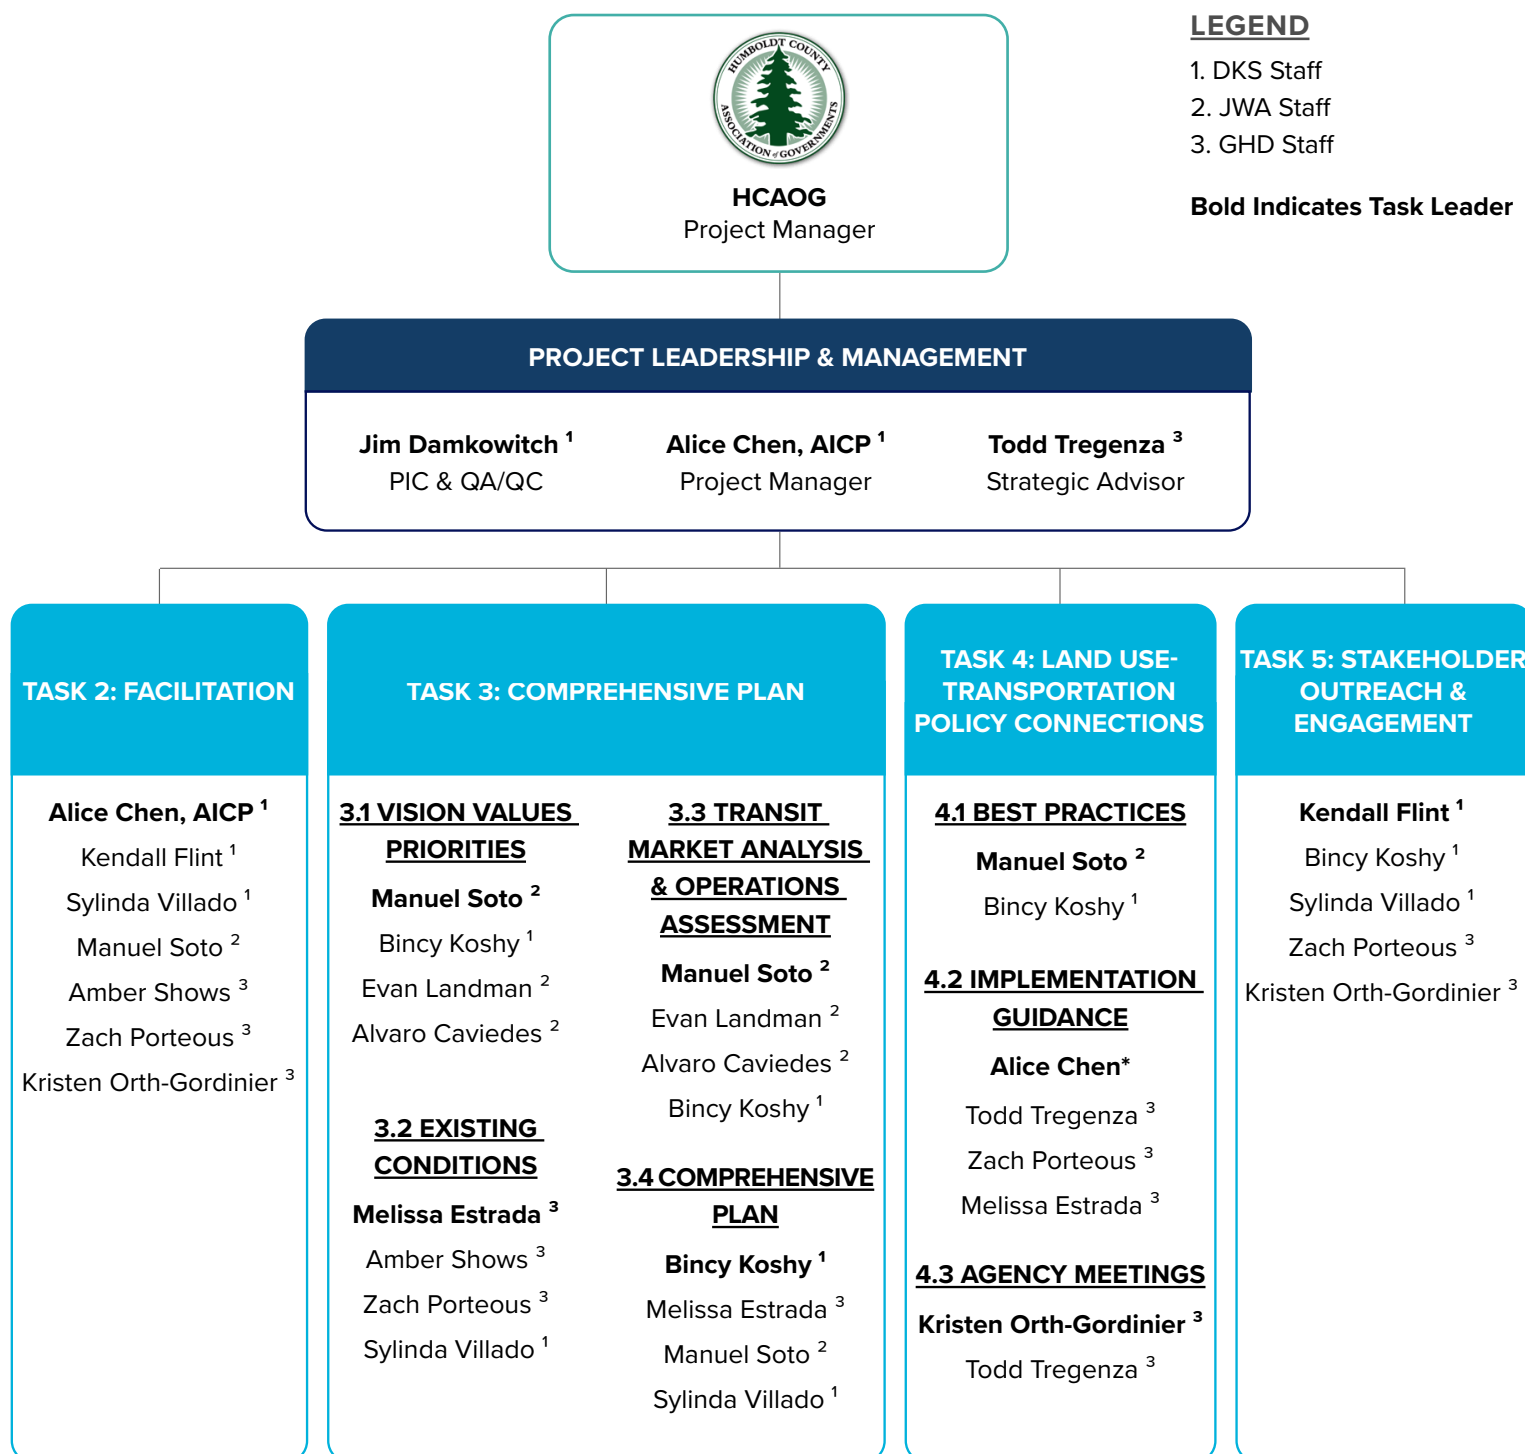 HUMBOLDT COUNTY
ASSOCIATION of GOVERNMENTS
HCAOG
Project Manager
LEGEND
1. DKS Staff
2. JWA Staff
3. GHD Staff
Bold Indicates Task Leader
PROJECT LEADERSHIP & MANAGEMENT
Jim Damkowitch ¹
PIC & QA/QC
Alice Chen, AICP ¹
Project Manager
Todd Tregenza ³
Strategic Advisor
TASK 2: FACILITATION
Alice Chen, AICP ¹
Kendall Flint ¹
Sylinda Villado ¹
Manuel Soto ²
Amber Shows ³
Zach Porteous ³
Kristen Orth-Gordinier ³
TASK 3: COMPREHENSIVE PLAN
3.1 VISION VALUES
PRIORITIES
Manuel Soto ²
Bincy Koshy ¹
Evan Landman ²
Alvaro Caviedes ²
3.2 EXISTING
CONDITIONS
Melissa Estrada ³
Amber Shows ³
Zach Porteous ³
Sylinda Villado ¹
3.3 TRANSIT
MARKET ANALYSIS
& OPERATIONS
ASSESSMENT
Manuel Soto ²
Evan Landman ²
Alvaro Caviedes ²
Bincy Koshy ¹
3.4 COMPREHENSIVE
PLAN
Bincy Koshy ¹
Melissa Estrada ³
Manuel Soto ²
Sylinda Villado ¹
TASK 4: LAND USE-
TRANSPORTATION
POLICY CONNECTIONS
4.1 BEST PRACTICES
Manuel Soto ²
Bincy Koshy ¹
4.2 IMPLEMENTATION
GUIDANCE
Alice Chen*
Todd Tregenza ³
Zach Porteous ³
Melissa Estrada ³
4.3 AGENCY MEETINGS
Kristen Orth-Gordinier ³
Todd Tregenza ³
TASK 5: STAKEHOLDER
OUTREACH &
ENGAGEMENT
Kendall Flint ¹
Bincy Koshy ¹
Sylinda Villado ¹
Zach Porteous ³
Kristen Orth-Gordinier ³